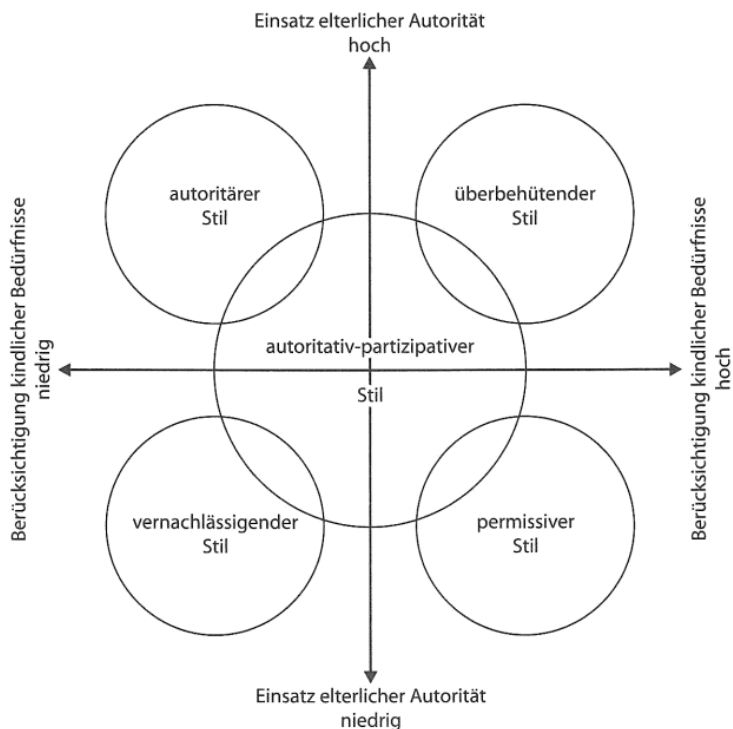 Einsatz elterlicher Autorität
hoch
autoritärer
Stil
überbehütender
Stil
Berücksichtigung kindlicher Bedürfnisse
niedrig
autoritativ-partizipativer
Stil
Berücksichtigung kindlicher Bedürfnisse
hoch
vernachlässigender
Stil
permissiver
Stil
Einsatz elterlicher Autorität
niedrig